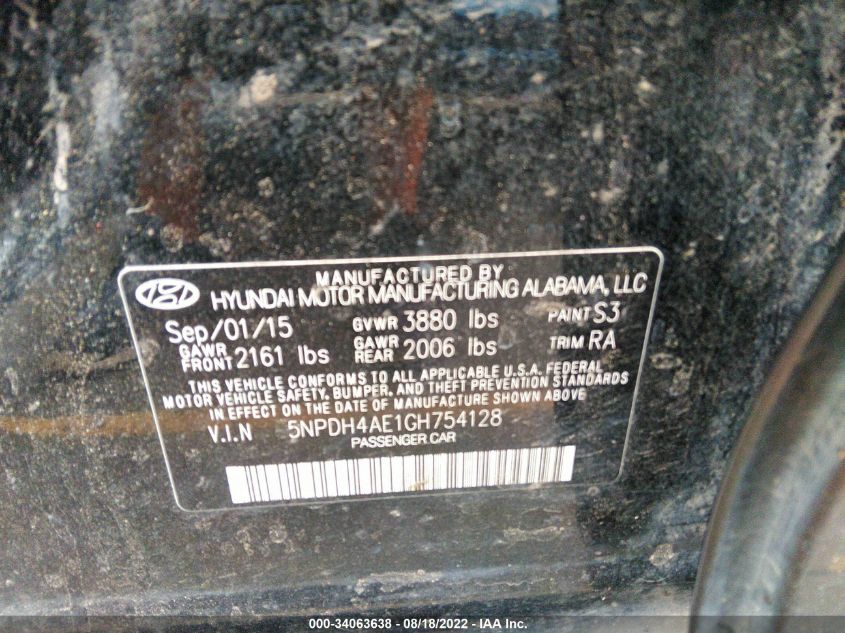 MANUFACTURED BY
HYUNDAI MOTOR MANUFACTURING ALABAMA, LLC
Sep/01/15 GVWR 3880 lbs PAINT S3
GAWR FRONT 2161 lbs GAWR REAR 2006 lbs TRIM RA
THIS VEHICLE CONFORMS TO ALL APPLICABLE U.S.A. FEDERAL
MOTOR VEHICLE SAFETY, BUMPER, AND THEFT PREVENTION STANDARDS
IN EFFECT ON THE DATE OF MANUFACTURE SHOWN ABOVE
V.I.N 5NPDH4AE1GH754128
PASSENGER CAR
000-34063638 - 08/18/2022 - © IAA Inc.